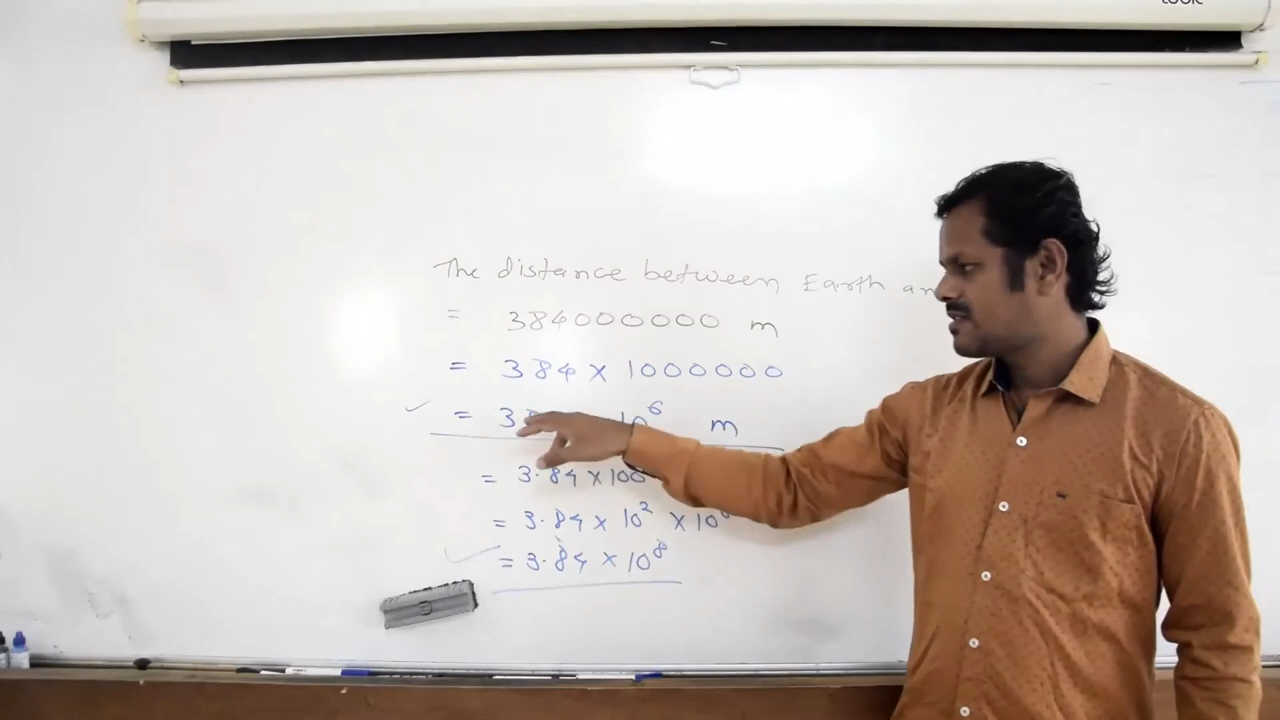 The distance between Earth an
= 384000000 m
= 384 × 1000000
= 3 10⁶ m
= 3.84 × 100
= 3.84 × 10² × 10
= 3.84 × 10⁸